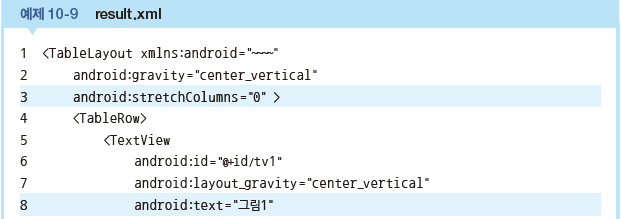 예제 10-9 result.xml
1 <TableLayout xmlns:android="~~~~"
2 android:gravity="center_vertical"
3 android:stretchColumns="0" >
4 <TableRow>
5 <TextView
6 android:id="@+id/tv1"
7 android:layout_gravity="center_vertical"
8 android:text="그림1"